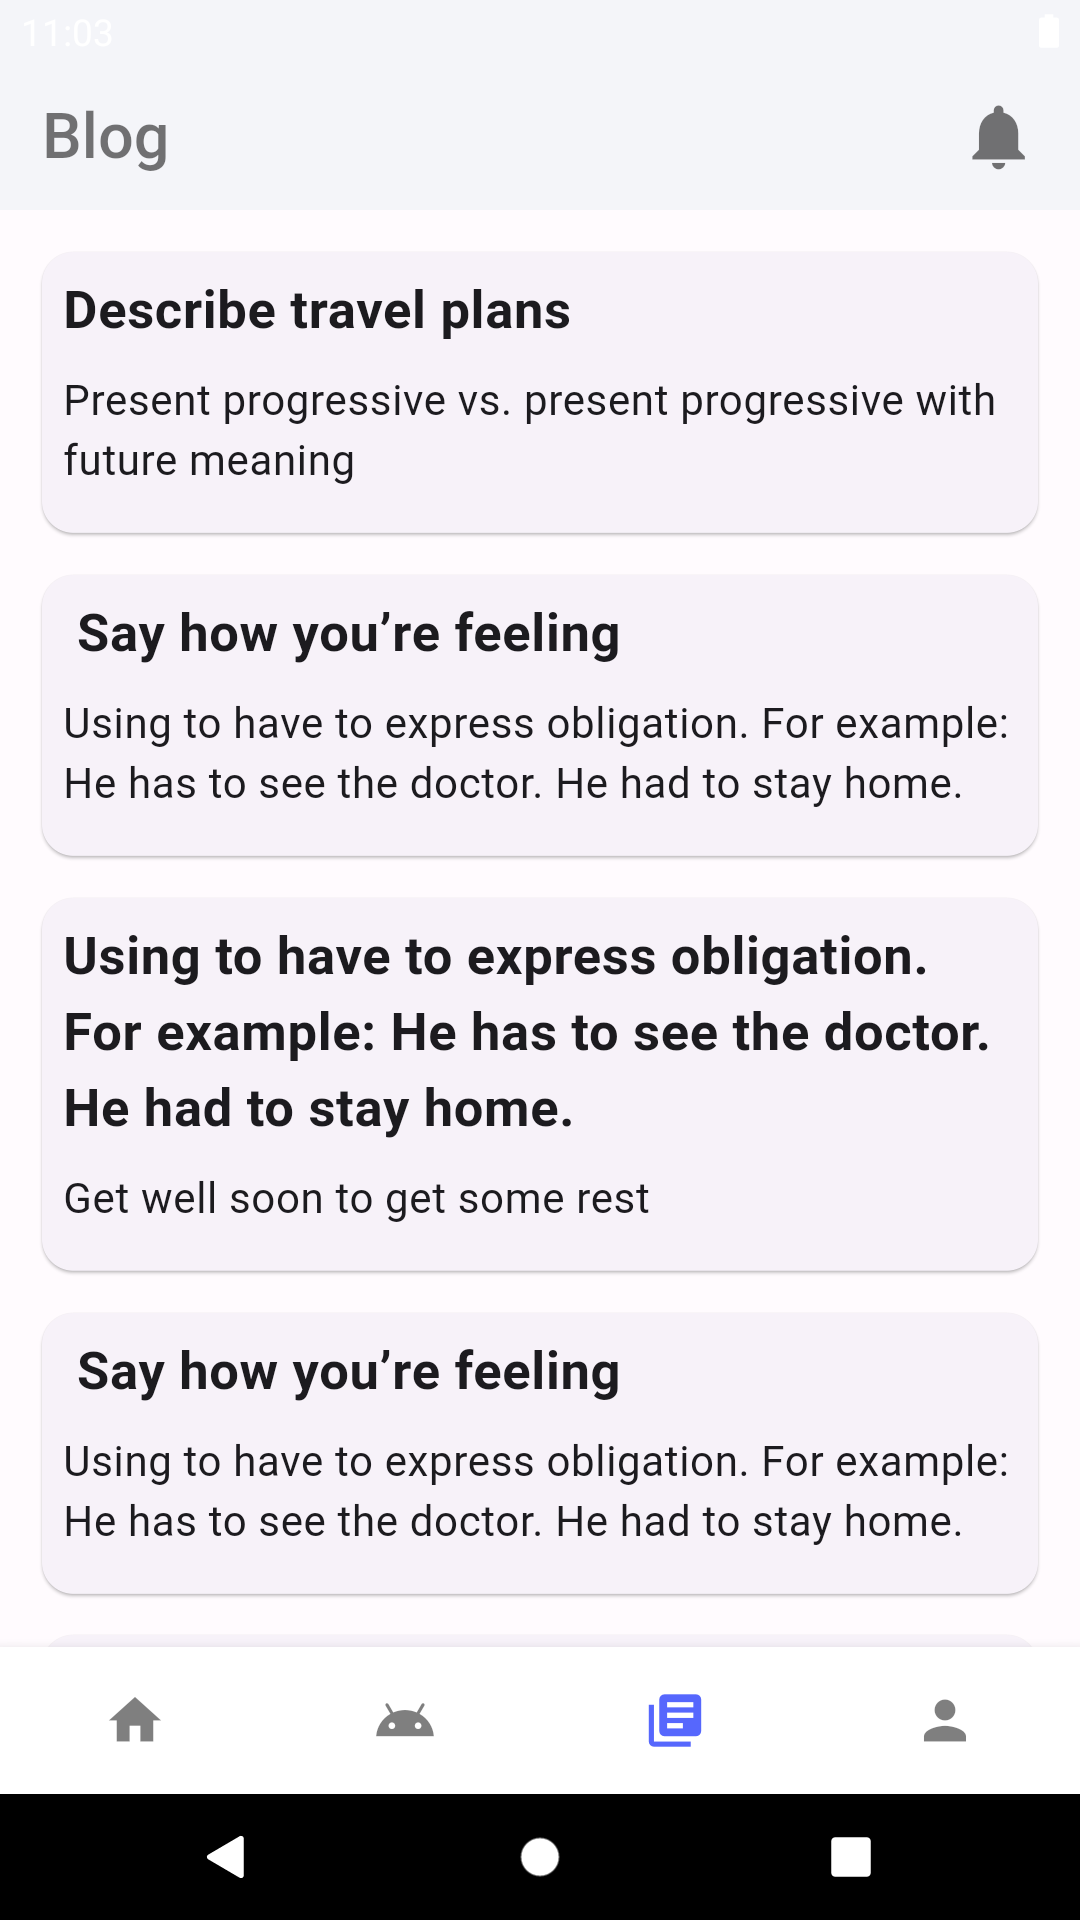 11:03
Blog
Describe travel plans
Present progressive vs. present progressive with
future meaning
Say how you’re feeling
Using to have to express obligation. For example:
He has to see the doctor. He had to stay home.
Using to have to express obligation.
For example: He has to see the doctor.
He had to stay home.
Get well soon to get some rest
Say how you’re feeling
Using to have to express obligation. For example:
He has to see the doctor. He had to stay home.